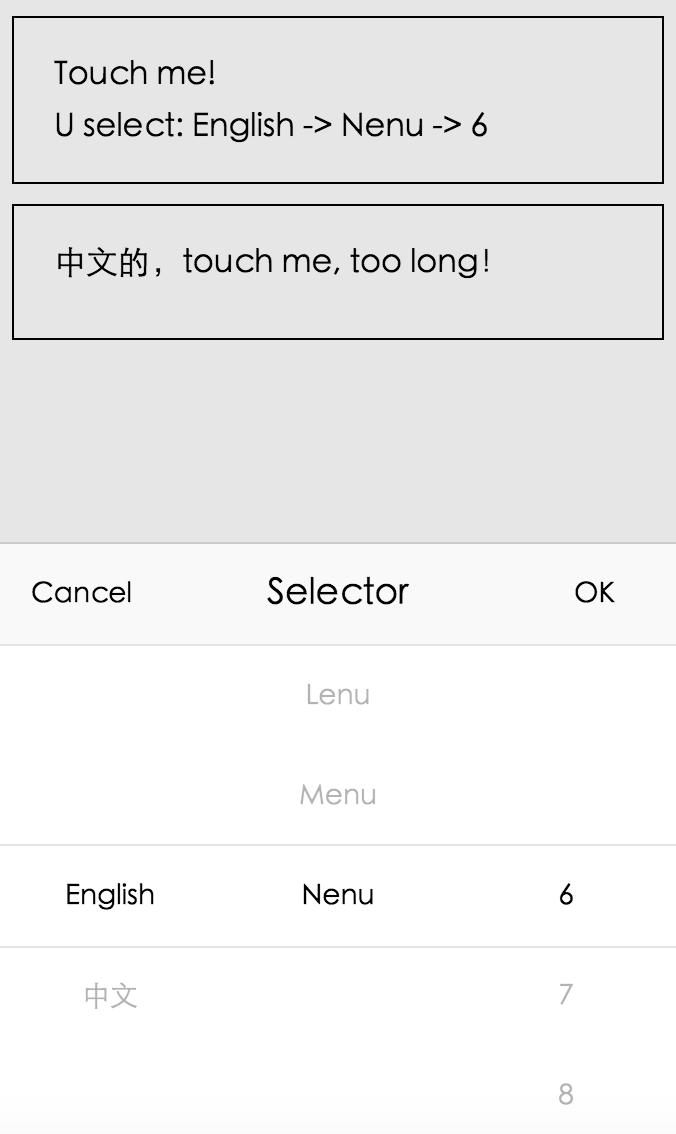 Touch me!
U select: English -> Nenu -> 6
中文的，touch me, too long!
Cancel Selector OK
Lenu
Menu
English Nenu 6
中文 7
8